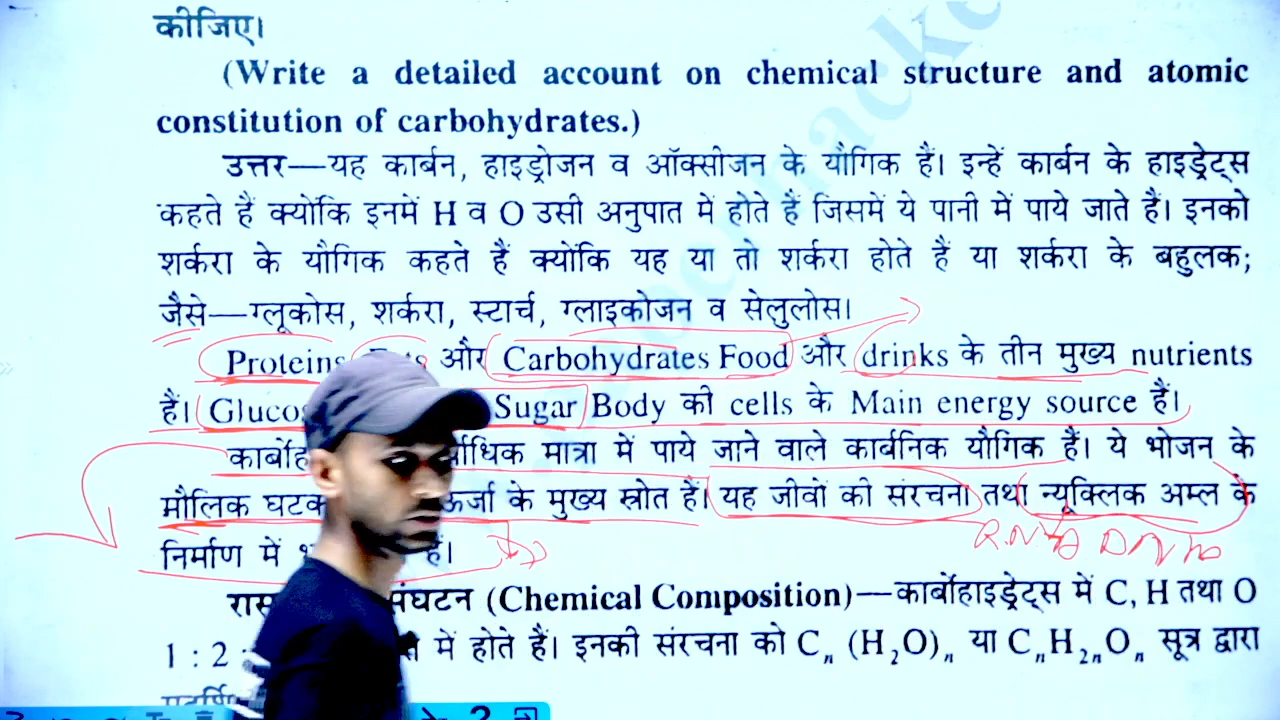 कीजिए।
(Write a detailed account on chemical structure and atomic
constitution of carbohydrates.)
उत्तर—यह कार्बन, हाइड्रोजन व ऑक्सीजन के यौगिक हैं। इन्हें कार्बन के हाइड्रेट्स
कहते हैं क्योंकि इनमें H व O उसी अनुपात में होते हैं जिसमें ये पानी में पाये जाते हैं। इनको
शर्करा के यौगिक कहते हैं क्योंकि यह या तो शर्करा होते हैं या शर्करा के बहुलक;
जैसे—ग्लूकोस, शर्करा, स्टार्च, ग्लाइकोजन व सेलुलोस।
Proteins और Carbohydrates Food और drinks के तीन मुख्य nutrients
हैं। Sugar Body की cells के Main energy source हैं।
मात्रा में पाये जाने वाले कार्बनिक यौगिक हैं। ये भोजन के
मौलिक घटक ऊर्जा के मुख्य स्रोत हैं। यह जीवों की संरचना तथा न्यूक्लिक अम्ल के
RNA DNA
निर्माण में हैं।
संघटन (Chemical Composition)—कार्बोहाइड्रेट्स में C, H तथा O
1 : 2 में होते हैं। इनकी संरचना को Cn (H2O)n या CnH2nOn सूत्र द्वारा